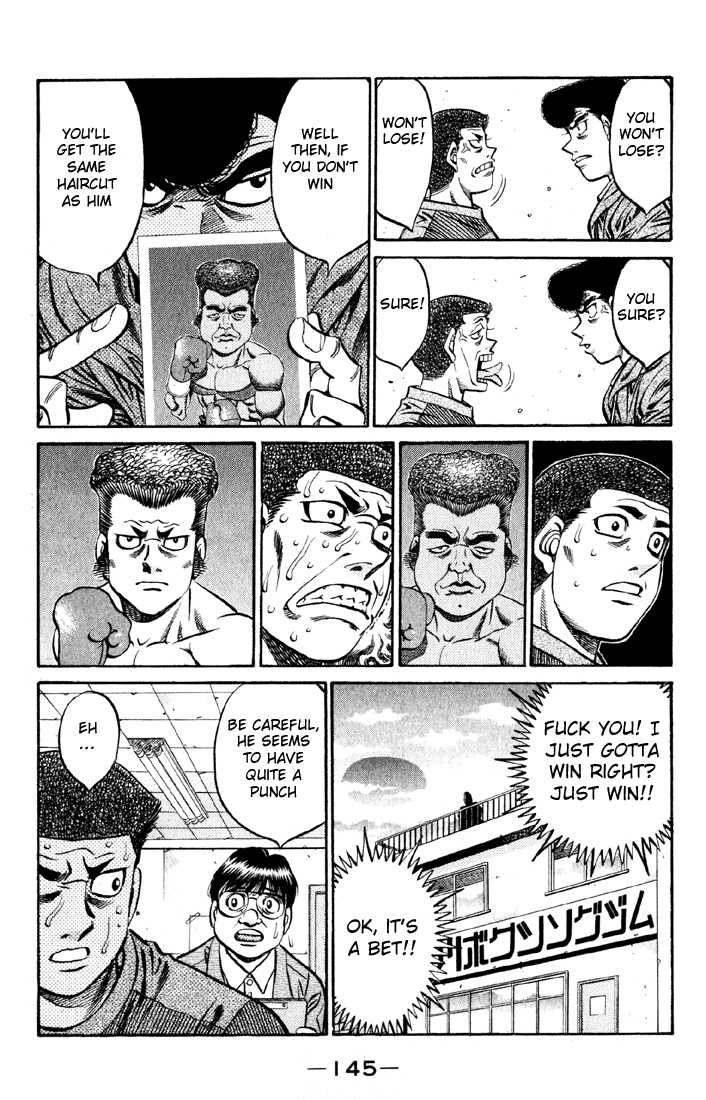 YOU
WON'T
LOSE?
WON'T
LOSE!
YOU
SURE?
SURE!
WELL
THEN, IF
YOU DON'T
WIN
YOU'LL
GET THE
SAME
HAIRCUT
AS HIM
FUCK YOU! I
JUST GOTTA
WIN RIGHT?
JUST WIN!!
OK, IT'S
A BET!!
ボクシングジム
BE CAREFUL,
HE SEEMS
TO HAVE
QUITE A
PUNCH
EH
...
—145—